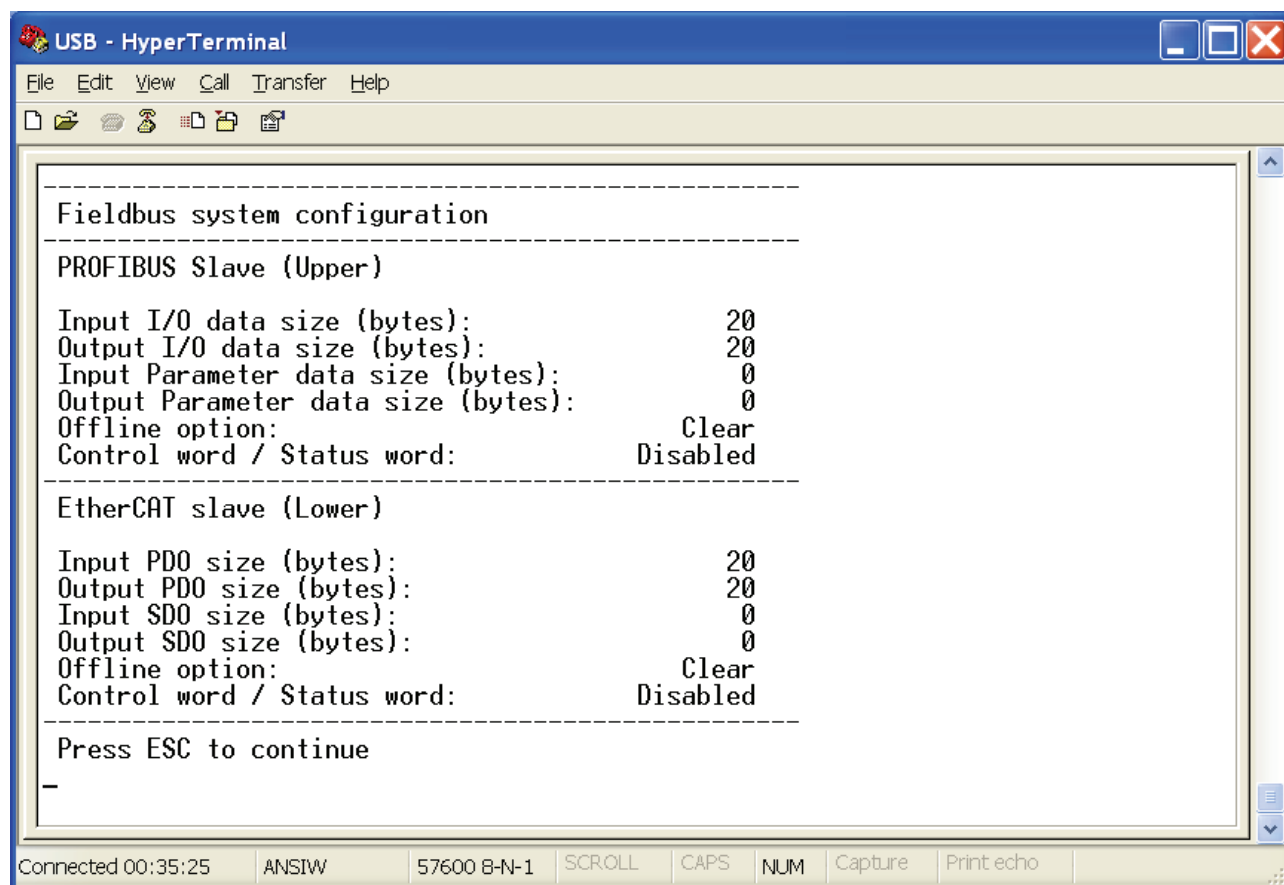 USB - HyperTerminal
File Edit View Call Transfer Help
Fieldbus system configuration
PROFIBUS Slave (Upper)
Input I/O data size (bytes): 20
Output I/O data size (bytes): 20
Input Parameter data size (bytes): 0
Output Parameter data size (bytes): 0
Offline option: Clear
Control word / Status word: Disabled
EtherCAT slave (Lower)
Input PDO size (bytes): 20
Output PDO size (bytes): 20
Input SDO size (bytes): 0
Output SDO size (bytes): 0
Offline option: Clear
Control word / Status word: Disabled
Press ESC to continue
Connected 00:35:25 ANSIW 57600 8-N-1 SCROLL CAPS NUM Capture Print echo